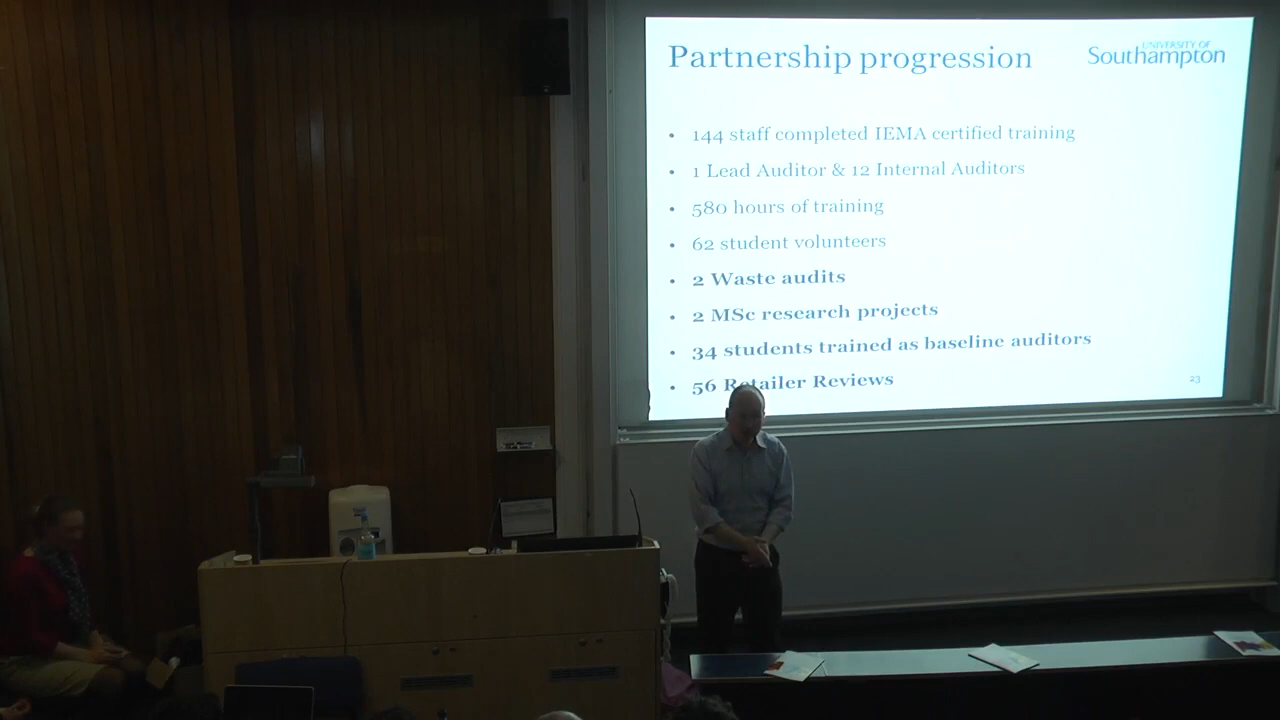 Partnership progression
UNIVERSITY OF
Southampton
• 144 staff completed IEMA certified training
• 1 Lead Auditor & 12 Internal Auditors
• 580 hours of training
• 62 student volunteers
• 2 Waste audits
• 2 MSc research projects
• 34 students trained as baseline auditors
• 56 Retailer Reviews
23